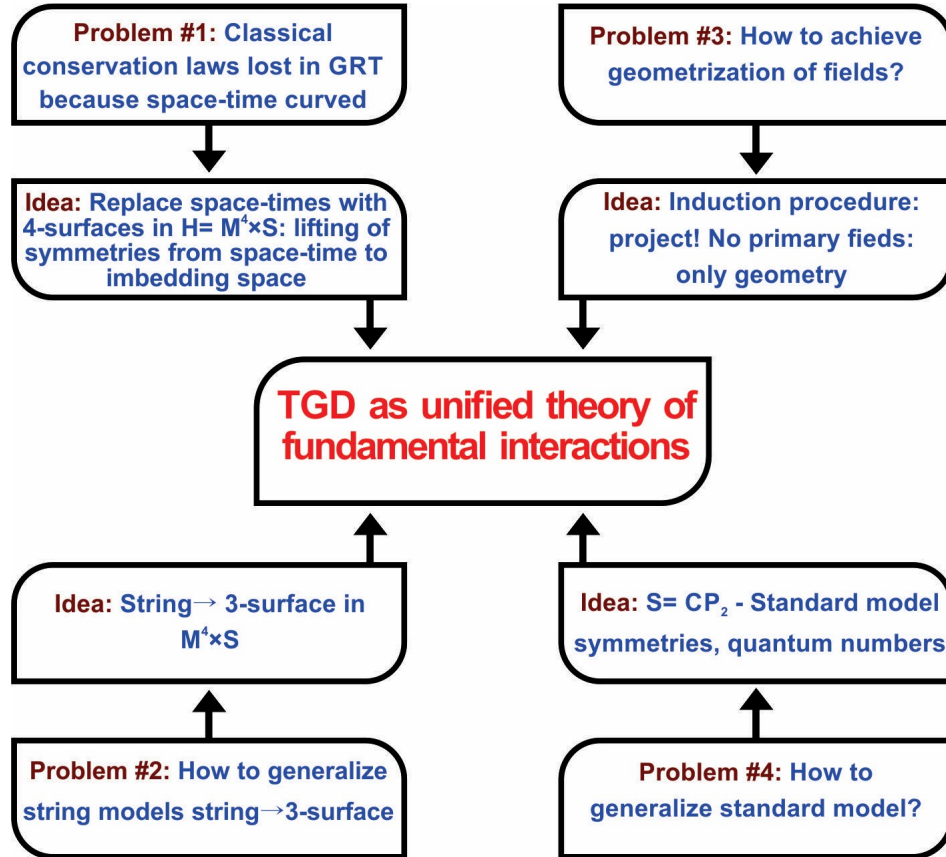 Problem #1: Classical
conservation laws lost in GRT
because space-time curved
Idea: Replace space-times with
4-surfaces in H= M⁴×S: lifting of
symmetries from space-time to
imbedding space
Problem #3: How to achieve
geometrization of fields?
Idea: Induction procedure:
project! No primary fieds:
only geometry
TGD as unified theory of
fundamental interactions
Idea: String→ 3-surface in
M⁴×S
Problem #2: How to generalize
string models string→3-surface
Idea: S= CP₂ - Standard model
symmetries, quantum numbers
Problem #4: How to
generalize standard model?